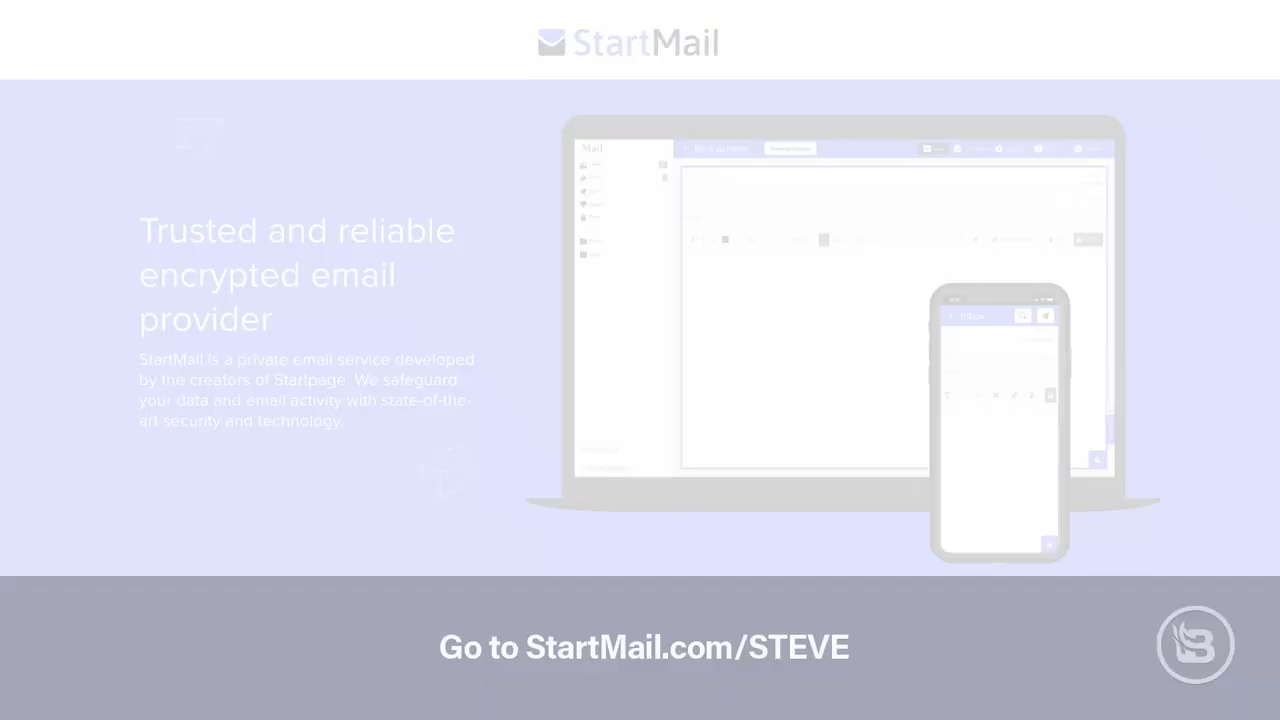 StartMail
Trusted and reliable
encrypted email
provider
StartMail is a private email service developed
by the creators of Startpage. We safeguard
your data and email activity with state-of-the-
art security and technology.
Mail
Inbox
Go to StartMail.com/STEVE
B